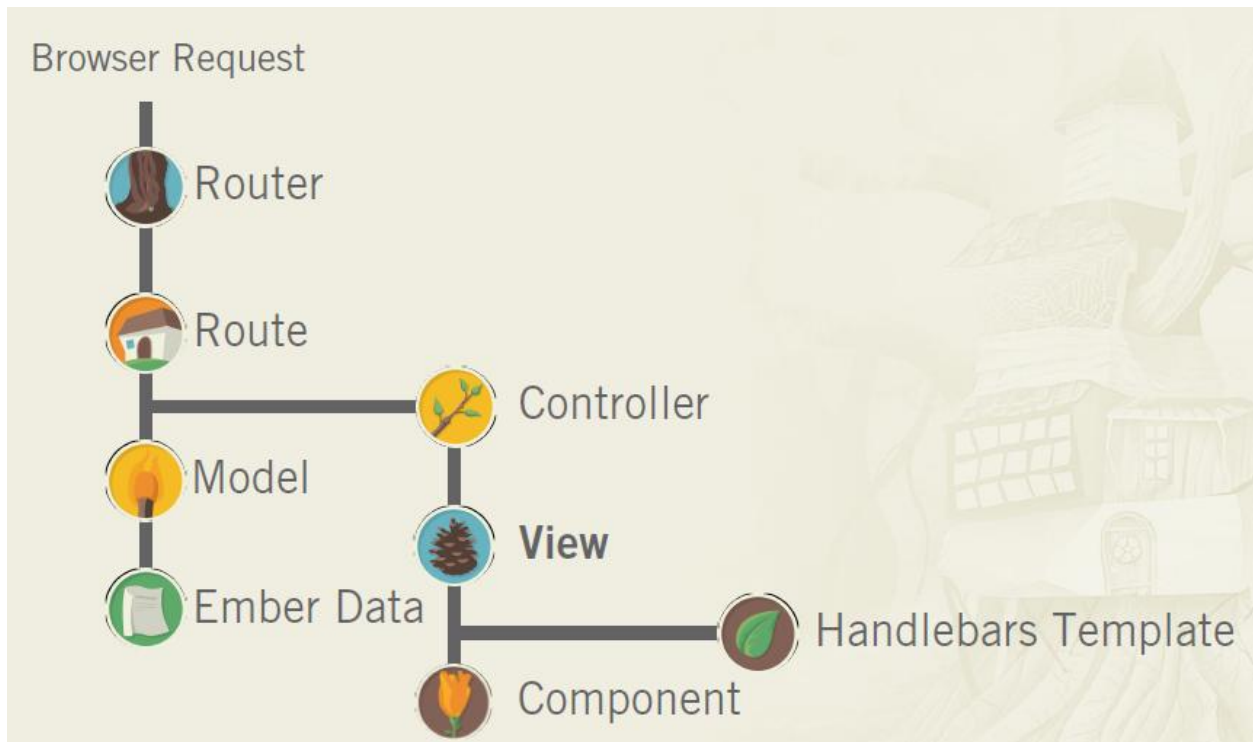 Browser Request
Router
Route
Controller
Model
View
Ember Data
Handlebars Template
Component